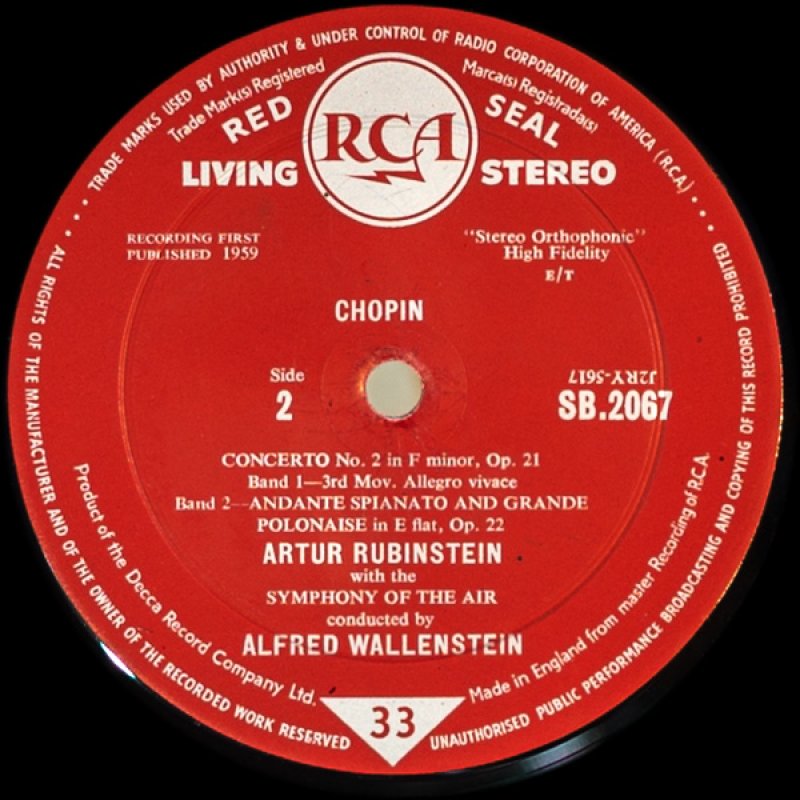 TRADE MARKS USED BY AUTHORITY & UNDER CONTROL OF RADIO CORPORATION OF AMERICA (R.C.A.)
Trade Mark(s) Registered
Marca(s) Registrada(s)
RED SEAL
RCA
LIVING STEREO
RECORDING FIRST
PUBLISHED 1959
"Stereo Orthophonic"
High Fidelity
E/T
CHOPIN
Side
2
J2RY-5617
SB.2067
CONCERTO No. 2 in F minor, Op. 21
Band 1—3rd Mov. Allegro vivace
Band 2—ANDANTE SPIANATO AND GRANDE
POLONAISE in E flat, Op. 22
ARTUR RUBINSTEIN
with the
SYMPHONY OF THE AIR
conducted by
ALFRED WALLENSTEIN
Product of the Decca Record Company Ltd.
Made in England from master Recording of R.C.A.
33
ALL RIGHTS OF THE MANUFACTURER AND OF THE OWNER OF THE RECORDED WORK RESERVED
UNAUTHORISED PUBLIC PERFORMANCE BROADCASTING AND COPYING OF THIS RECORD PROHIBITED